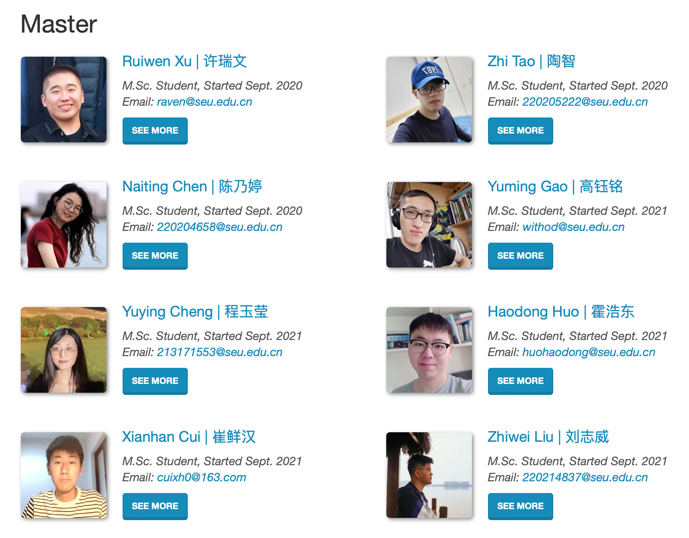 Master
Ruiwen Xu | 许瑞文
M.Sc. Student, Started Sept. 2020
Email: raven@seu.edu.cn
SEE MORE
Zhi Tao | 陶智
M.Sc. Student, Started Sept. 2020
Email: 220205222@seu.edu.cn
SEE MORE
Naiting Chen | 陈乃婷
M.Sc. Student, Started Sept. 2020
Email: 220204658@seu.edu.cn
SEE MORE
Yuming Gao | 高钰铭
M.Sc. Student, Started Sept. 2021
Email: withod@seu.edu.cn
SEE MORE
Yuying Cheng | 程玉莹
M.Sc. Student, Started Sept. 2021
Email: 213171553@seu.edu.cn
SEE MORE
Haodong Huo | 霍浩东
M.Sc. Student, Started Sept. 2021
Email: huohaodong@seu.edu.cn
SEE MORE
Xianhan Cui | 崔鲜汉
M.Sc. Student, Started Sept. 2021
Email: cuixh0@163.com
SEE MORE
Zhiwei Liu | 刘志威
M.Sc. Student, Started Sept. 2021
Email: 220214837@seu.edu.cn
SEE MORE